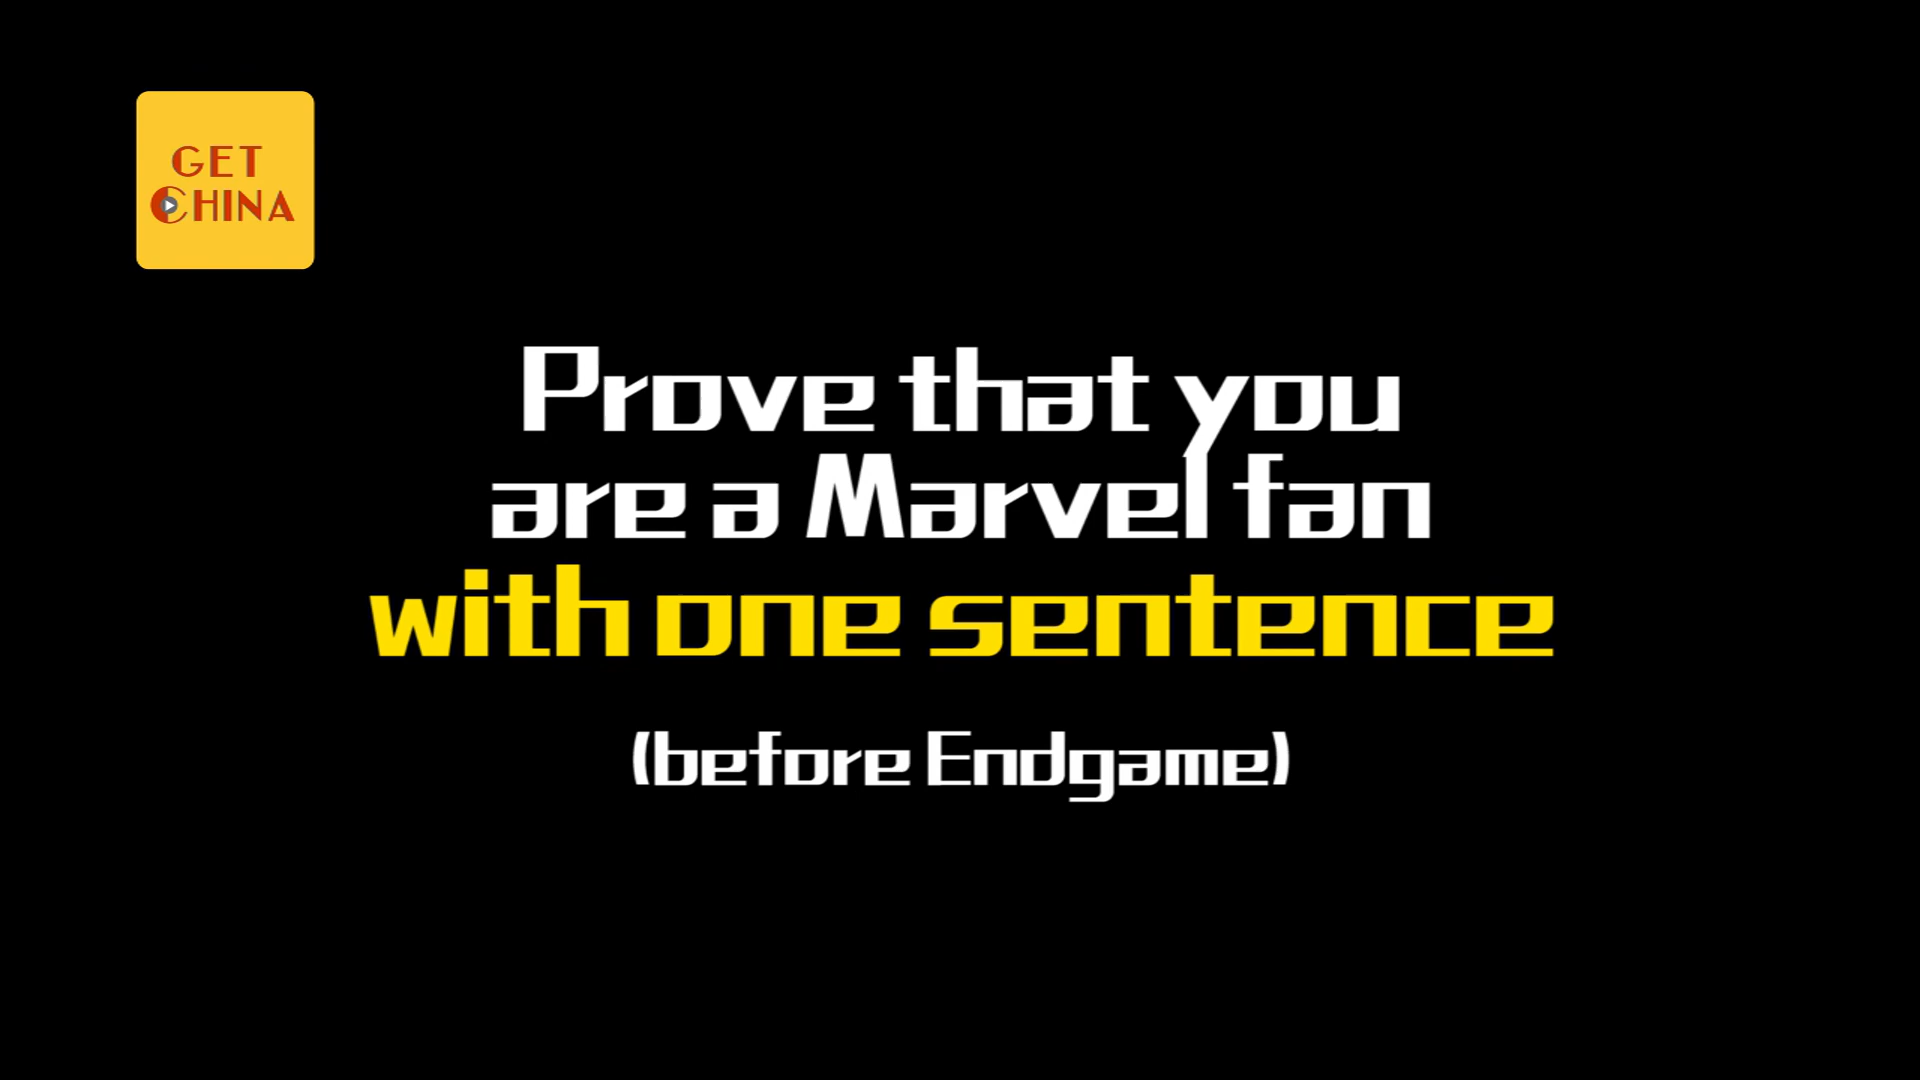 GET
CHINA
Prove that you
are a Marvel fan
with one sentence
(before Endgame)